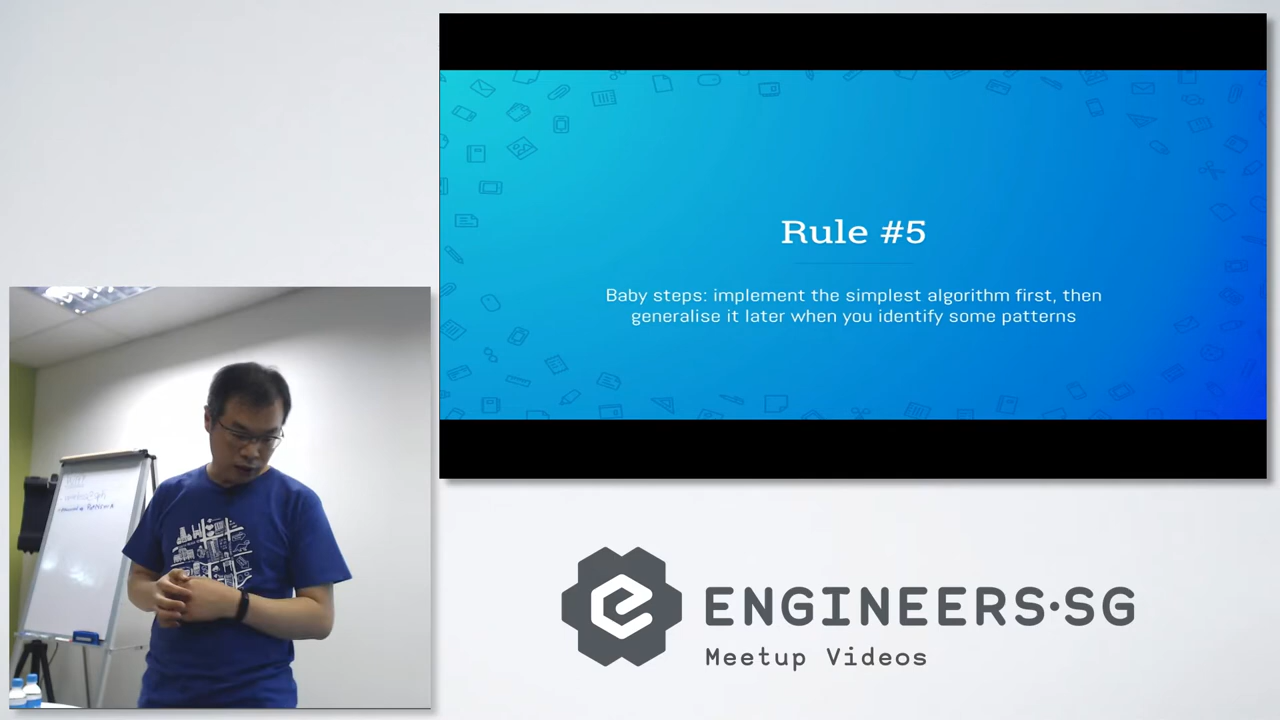 Rule #5
Baby steps: implement the simplest algorithm first, then
generalise it later when you identify some patterns
ENGINEERS·SG
Meetup Videos